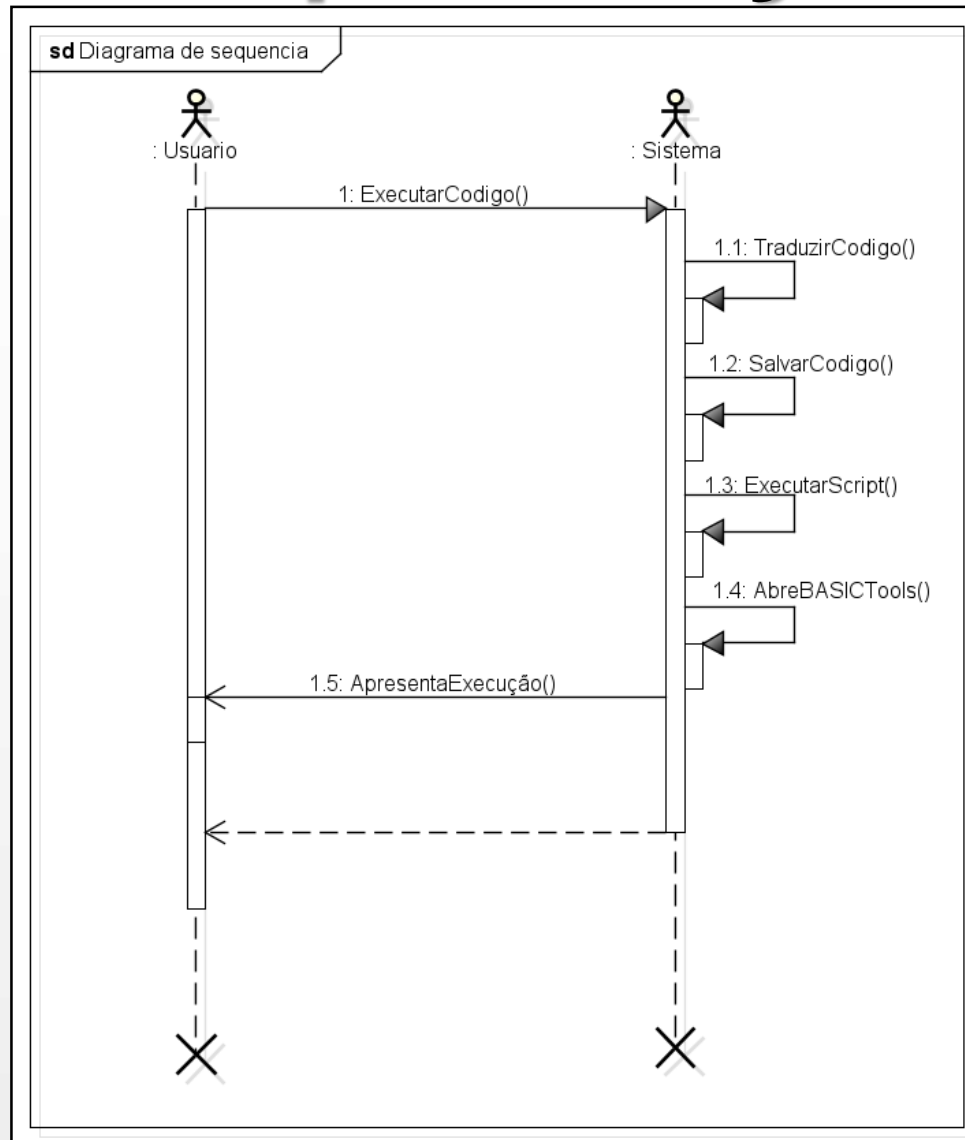 sd Diagrama de sequencia
: Usuario
: Sistema
1: ExecutarCodigo()
1.1: TraduzirCodigo()
1.2: SalvarCodigo()
1.3: ExecutarScript()
1.4: AbreBASICTools()
1.5: ApresentaExecução()